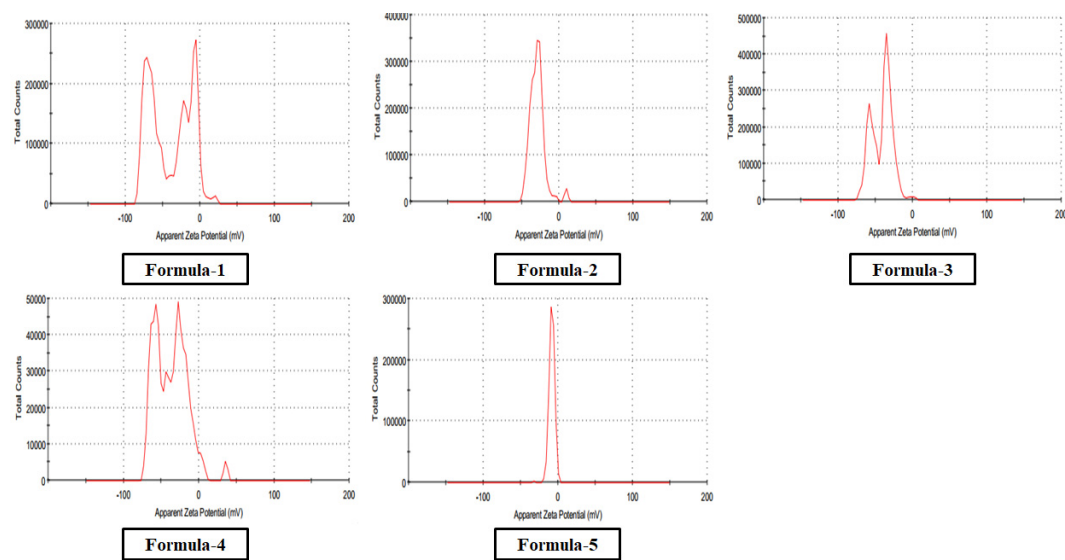 300000
200000
100000
0
Total Counts
-100 0 100 200
Apparent Zeta Potential (mV)
Formula-1
400000
300000
200000
100000
0
Total Counts
-100 0 100 200
Apparent Zeta Potential (mV)
Formula-2
500000
400000
300000
200000
100000
0
Total Counts
-100 0 100 200
Apparent Zeta Potential (mV)
Formula-3
50000
40000
30000
20000
10000
0
Total Counts
-100 0 100 200
Apparent Zeta Potential (mV)
Formula-4
300000
200000
100000
0
Total Counts
-100 0 100 200
Apparent Zeta Potential (mV)
Formula-5